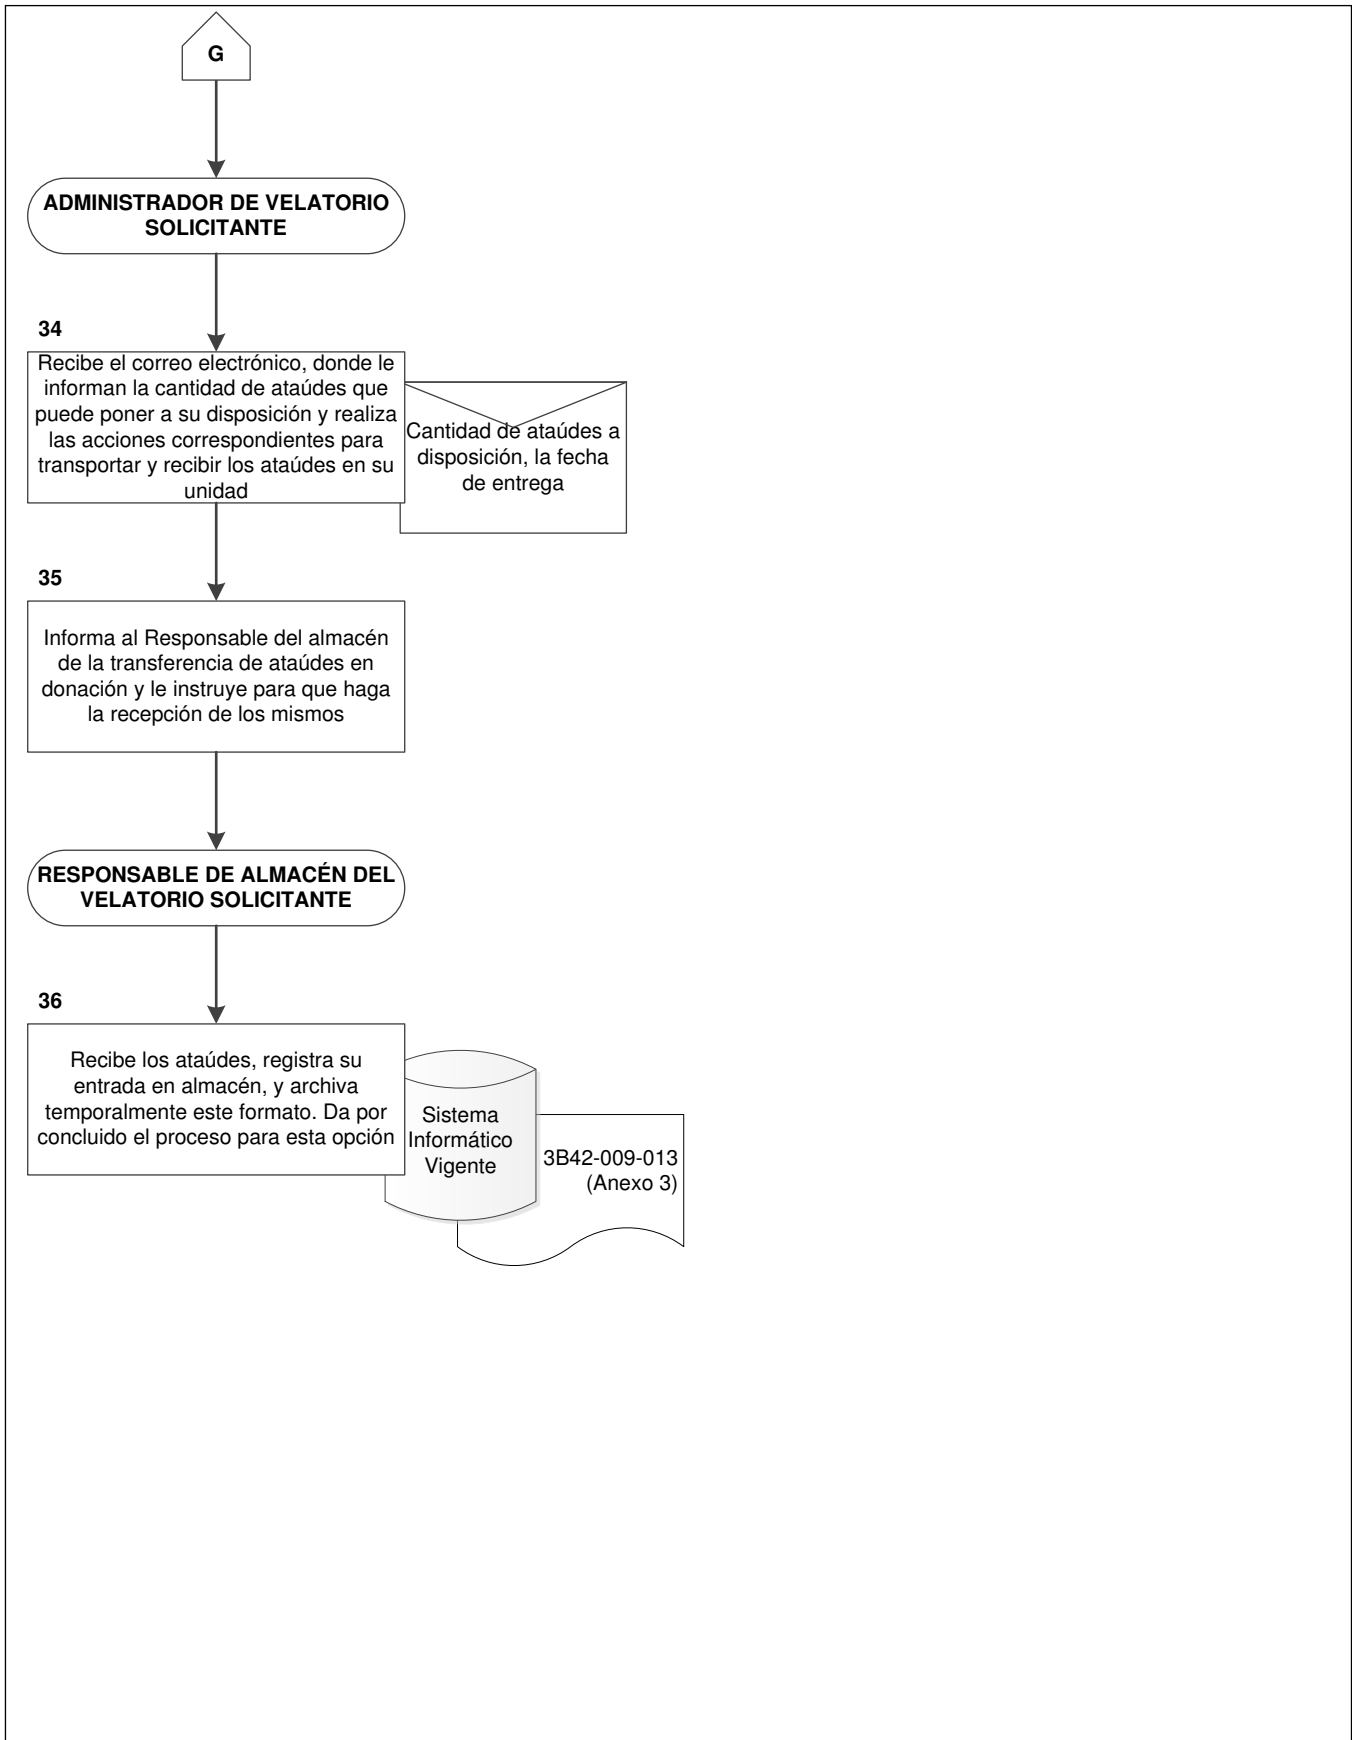 G
ADMINISTRADOR DE VELATORIO
SOLICITANTE
34
Recibe el correo electrónico, donde le
informan la cantidad de ataúdes que
puede poner a su disposición y realiza
las acciones correspondientes para
transportar y recibir los ataúdes en su
unidad
Cantidad de ataúdes a
disposición, la fecha
de entrega
35
Informa al Responsable del almacén
de la transferencia de ataúdes en
donación y le instruye para que haga
la recepción de los mismos
RESPONSABLE DE ALMACÉN DEL
VELATORIO SOLICITANTE
36
Recibe los ataúdes, registra su
entrada en almacén, y archiva
temporalmente este formato. Da por
concluido el proceso para esta opción
Sistema
Informático
Vigente
3B42-009-013
(Anexo 3)